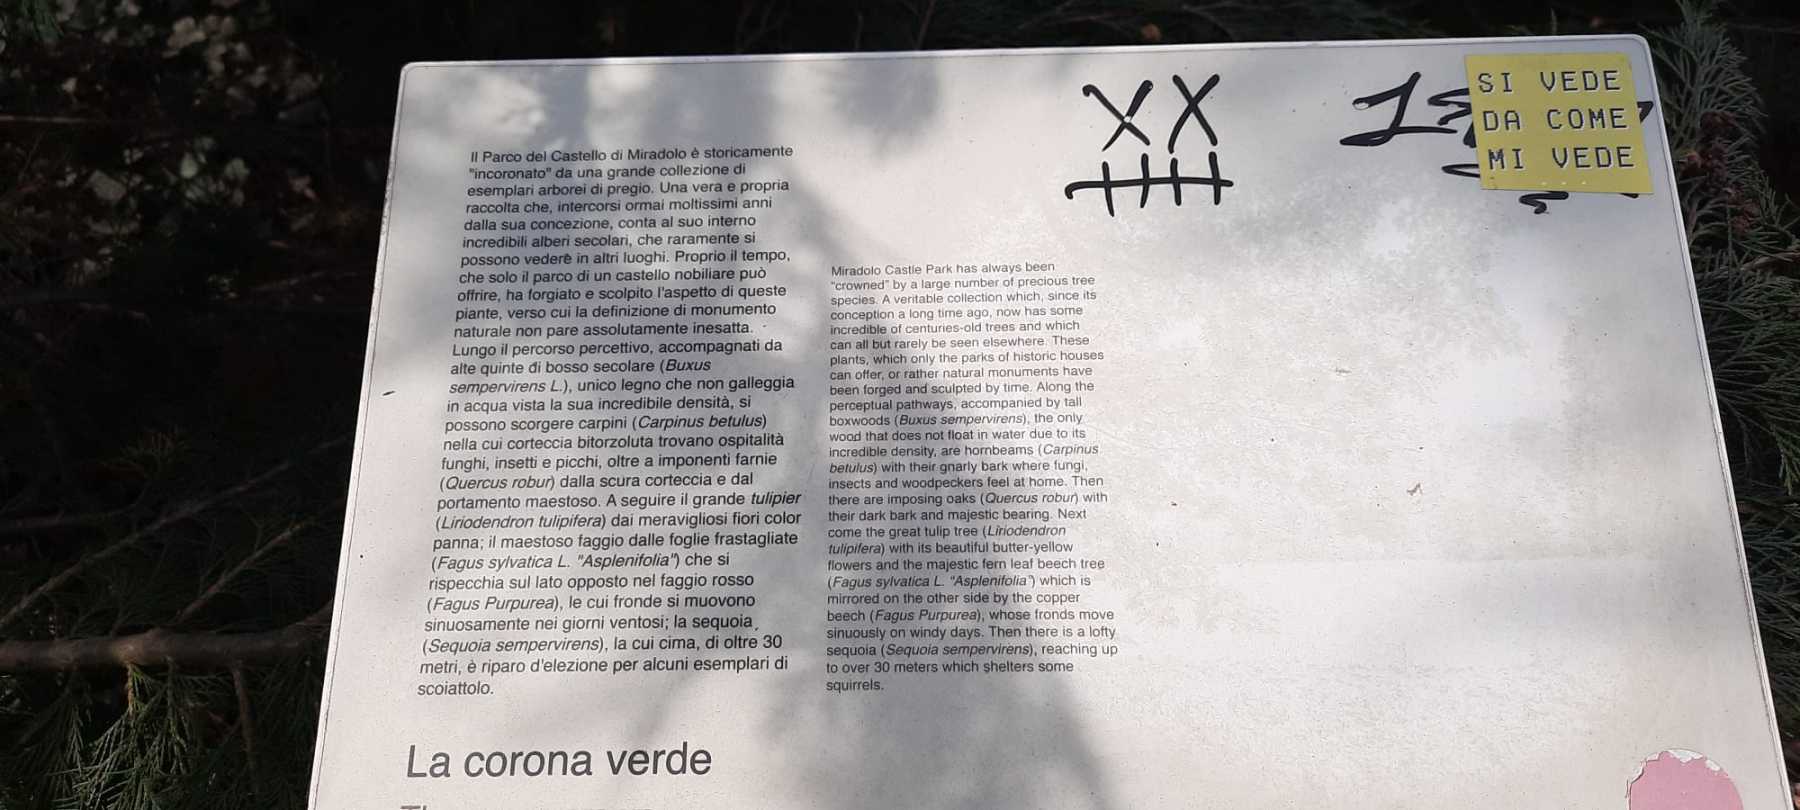 Il Parco del Castello di Miradolo è storicamente
"incoronato" da una grande collezione di
esemplari arborei di pregio. Una vera e propria
raccolta che, intercorsi ormai moltissimi anni
dalla sua concezione, conta al suo interno
incredibili alberi secolari, che raramente si
possono vedere in altri luoghi. Proprio il tempo,
che solo il parco di un castello nobiliare può
offrire, ha forgiato e scolpito l'aspetto di queste
piante, verso cui la definizione di monumento
naturale non pare assolutamente inesatta.
Lungo il percorso percettivo, accompagnati da
alte quinte di bosso secolare (Buxus
sempervirens L.), unico legno che non galleggia
in acqua vista la sua incredibile densità, si
possono scorgere carpini (Carpinus betulus)
nella cui corteccia bitorzoluta trovano ospitalità
funghi, insetti e picchi, oltre a imponenti farnie
(Quercus robur) dalla scura corteccia e dal
portamento maestoso. A seguire il grande tulipier
(Liriodendron tulipifera) dai meravigliosi fiori color
panna; il maestoso faggio dalle foglie frastagliate
(Fagus sylvatica L. "Asplenifolia") che si
rispecchia sul lato opposto nel faggio rosso
(Fagus Purpurea), le cui fronde si muovono
sinuosamente nei giorni ventosi; la sequoia
(Sequoia sempervirens), la cui cima, di oltre 30
metri, è riparo d'elezione per alcuni esemplari di
scoiattolo.
Miradolo Castle Park has always been
"crowned" by a large number of precious tree
species. A veritable collection which, since its
conception a long time ago, now has some
incredible of centuries-old trees and which
can all but rarely be seen elsewhere. These
plants, which only the parks of historic houses
can offer, or rather natural monuments have
been forged and sculpted by time. Along the
perceptual pathways, accompanied by tall
boxwoods (Buxus sempervirens), the only
wood that does not float in water due to its
incredible density, are hornbeams (Carpinus
betulus) with their gnarly bark where fungi,
insects and woodpeckers feel at home. Then
there are imposing oaks (Quercus robur) with
their dark bark and majestic bearing. Next
come the great tulip tree (Liriodendron
tulipifera) with its beautiful butter-yellow
flowers and the majestic fern leaf beech tree
(Fagus sylvatica L. "Asplenifolia") which is
mirrored on the other side by the copper
beech (Fagus Purpurea), whose fronds move
sinuously on windy days. Then there is a lofty
sequoia (Sequoia sempervirens), reaching up
to over 30 meters which shelters some
squirrels.
XX
SI VEDE
DA COME
MI VEDE
...
La corona verde